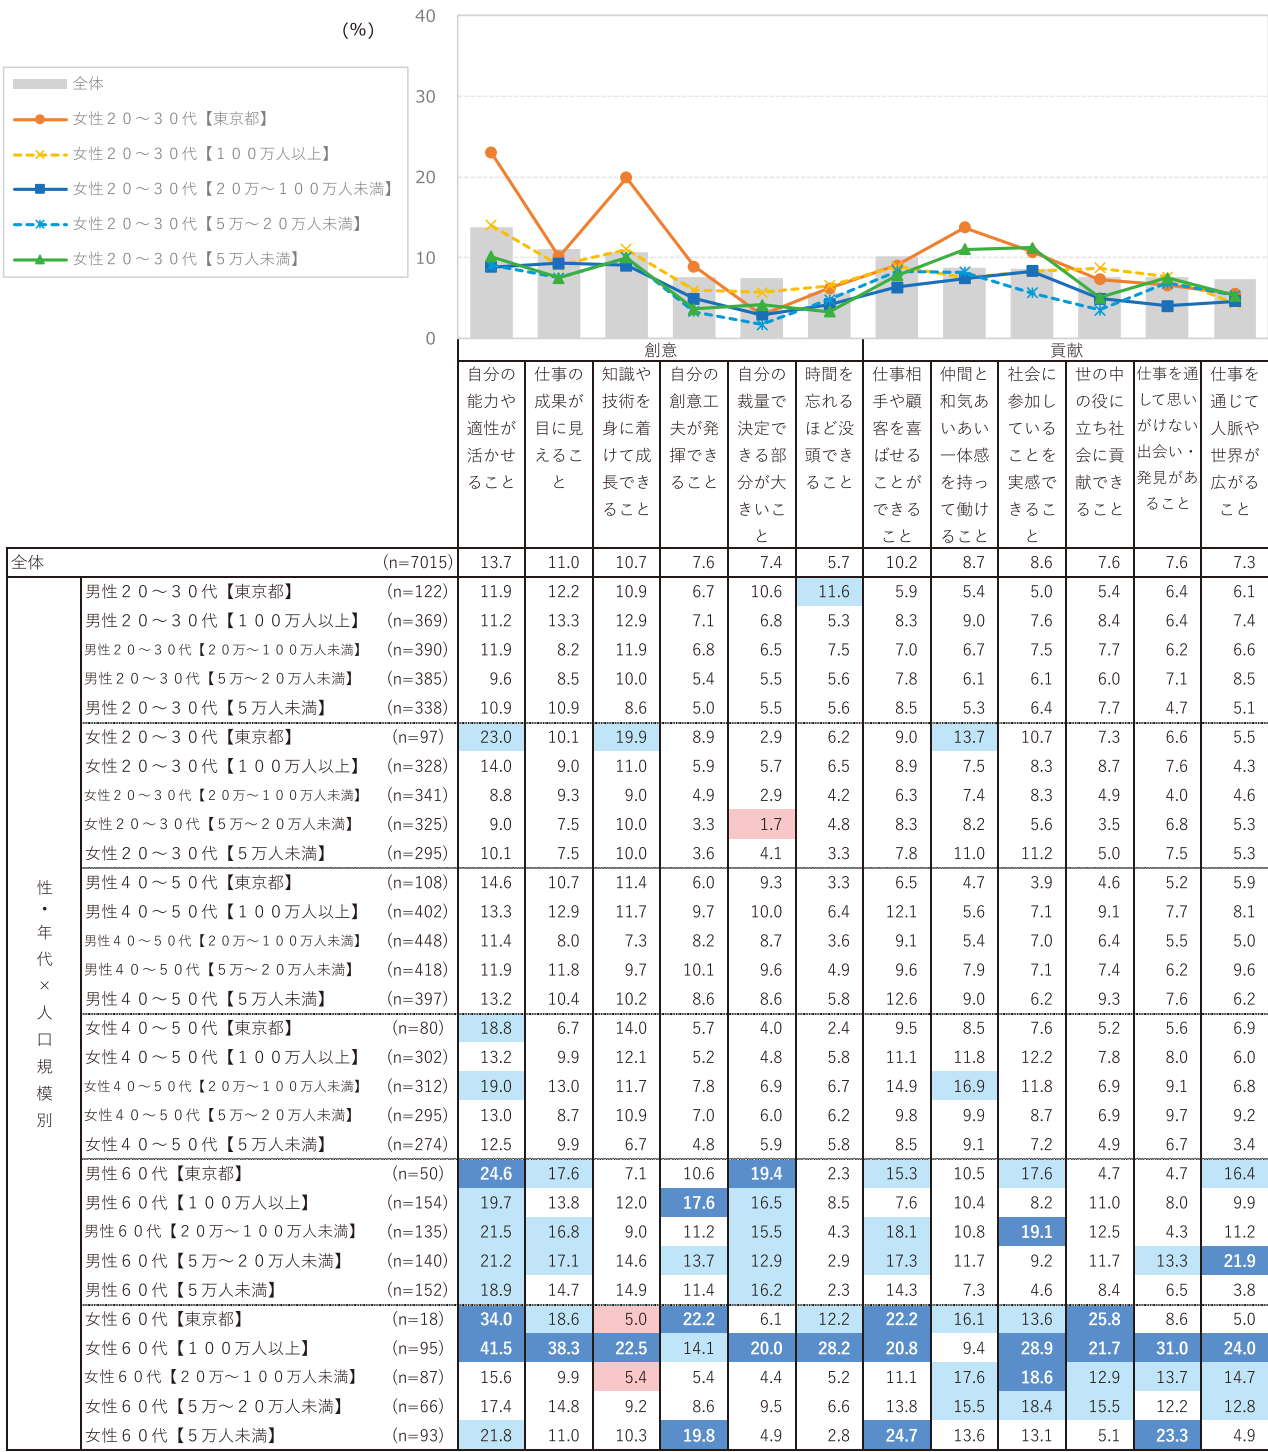 (%)
40
30
20
10
0
全体
女性２０～３０代【東京都】
女性２０～３０代【１００万人以上】
女性２０～３０代【２０万～１００万人未満】
女性２０～３０代【５万～２０万人未満】
女性２０～３０代【５万人未満】
創意 貢献
自分の能力や適性が活かせること
仕事の成果が目に見えること
知識や技術を身に着けて成長できること
自分の創意工夫が発揮できること
自分の裁量で決定できる部分が大きいこと
時間を忘れるほど没頭できること
仕事相手や顧客を喜ばせることができること
仲間と和気あいあい一体感を持って働けること
社会に参加していることを実感できること
世の中の役に立ち社会に貢献できること
仕事を通して思いがけない出会い・発見があること
仕事を通じて人脈や世界が広がること
全体 (n=7015) 13.7 11.0 10.7 7.6 7.4 5.7 10.2 8.7 8.6 7.6 7.6 7.3
性・年代×人口規模別
男性２０～３０代【東京都】 (n=122) 11.9 12.2 10.9 6.7 10.6 11.6 5.9 5.4 5.0 5.4 6.4 6.1
男性２０～３０代【１００万人以上】 (n=369) 11.2 13.3 12.9 7.1 6.8 5.3 8.3 9.0 7.6 8.4 6.4 7.4
男性２０～３０代【２０万～１００万人未満】 (n=390) 11.9 8.2 11.9 6.8 6.5 7.5 7.0 6.7 7.5 7.7 6.2 6.6
男性２０～３０代【５万～２０万人未満】 (n=385) 9.6 8.5 10.0 5.4 5.5 5.6 7.8 6.1 6.1 6.0 7.1 8.5
男性２０～３０代【５万人未満】 (n=338) 10.9 10.9 8.6 5.0 5.5 5.6 8.5 5.3 6.4 7.7 4.7 5.1
女性２０～３０代【東京都】 (n=97) 23.0 10.1 19.9 8.9 2.9 6.2 9.0 13.7 10.7 7.3 6.6 5.5
女性２０～３０代【１００万人以上】 (n=328) 14.0 9.0 11.0 5.9 5.7 6.5 8.9 7.5 8.3 8.7 7.6 4.3
女性２０～３０代【２０万～１００万人未満】 (n=341) 8.8 9.3 9.0 4.9 2.9 4.2 6.3 7.4 8.3 4.9 4.0 4.6
女性２０～３０代【５万～２０万人未満】 (n=325) 9.0 7.5 10.0 3.3 1.7 4.8 8.3 8.2 5.6 3.5 6.8 5.3
女性２０～３０代【５万人未満】 (n=295) 10.1 7.5 10.0 3.6 4.1 3.3 7.8 11.0 11.2 5.0 7.5 5.3
男性４０～５０代【東京都】 (n=108) 14.6 10.7 11.4 6.0 9.3 3.3 6.5 4.7 3.9 4.6 5.2 5.9
男性４０～５０代【１００万人以上】 (n=402) 13.3 12.9 11.7 9.7 10.0 6.4 12.1 5.6 7.1 9.1 7.7 8.1
男性４０～５０代【２０万～１００万人未満】 (n=448) 11.4 8.0 7.3 8.2 8.7 3.6 9.1 5.4 7.0 6.4 5.5 5.0
男性４０～５０代【５万～２０万人未満】 (n=418) 11.9 11.8 9.7 10.1 9.6 4.9 9.6 7.9 7.1 7.4 6.2 9.6
男性４０～５０代【５万人未満】 (n=397) 13.2 10.4 10.2 8.6 8.6 5.8 12.6 9.0 6.2 9.3 7.6 6.2
女性４０～５０代【東京都】 (n=80) 18.8 6.7 14.0 5.7 4.0 2.4 9.5 8.5 7.6 5.2 5.6 6.9
女性４０～５０代【１００万人以上】 (n=302) 13.2 9.9 12.1 5.2 4.8 5.8 11.1 11.8 12.2 7.8 8.0 6.0
女性４０～５０代【２０万～１００万人未満】 (n=312) 19.0 13.0 11.7 7.8 6.9 6.7 14.9 16.9 11.8 6.9 9.1 6.8
女性４０～５０代【５万～２０万人未満】 (n=295) 13.0 8.7 10.9 7.0 6.0 6.2 9.8 9.9 8.7 6.9 9.7 9.2
女性４０～５０代【５万人未満】 (n=274) 12.5 9.9 6.7 4.8 5.9 5.8 8.5 9.1 7.2 4.9 6.7 3.4
男性６０代【東京都】 (n=50) 24.6 17.6 7.1 10.6 19.4 2.3 15.3 10.5 17.6 4.7 4.7 16.4
男性６０代【１００万人以上】 (n=154) 19.7 13.8 12.0 17.6 16.5 8.5 7.6 10.4 8.2 11.0 8.0 9.9
男性６０代【２０万～１００万人未満】 (n=135) 21.5 16.8 9.0 11.2 15.5 4.3 18.1 10.8 19.1 12.5 4.3 11.2
男性６０代【５万～２０万人未満】 (n=140) 21.2 17.1 14.6 13.7 12.9 2.9 17.3 11.7 9.2 11.7 13.3 21.9
男性６０代【５万人未満】 (n=152) 18.9 14.7 14.9 11.4 16.2 2.3 14.3 7.3 4.6 8.4 6.5 3.8
女性６０代【東京都】 (n=18) 34.0 18.6 5.0 22.2 6.1 12.2 22.2 16.1 13.6 25.8 8.6 5.0
女性６０代【１００万人以上】 (n=95) 41.5 38.3 22.5 14.1 20.0 28.2 20.8 9.4 28.9 21.7 31.0 24.0
女性６０代【２０万～１００万人未満】 (n=87) 15.6 9.9 5.4 5.4 4.4 5.2 11.1 17.6 18.6 12.9 13.7 14.7
女性６０代【５万～２０万人未満】 (n=66) 17.4 14.8 9.2 8.6 9.5 6.6 13.8 15.5 18.4 15.5 12.2 12.8
女性６０代【５万人未満】 (n=93) 21.8 11.0 10.3 19.8 4.9 2.8 24.7 13.6 13.1 5.1 23.3 4.9